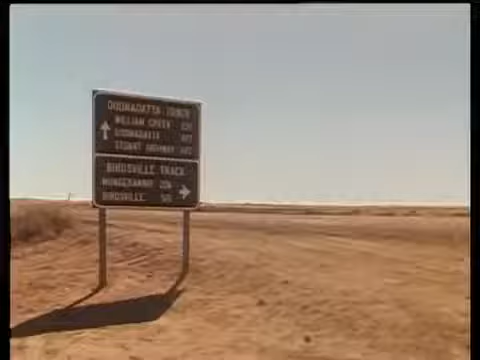 OODNADATTA TRACK
WILLIAM CREEK
OODNADATTA
STUART HIGHWAY
BIRDSVILLE TRACK
MUNGERANNIE
BIRDSVILLE